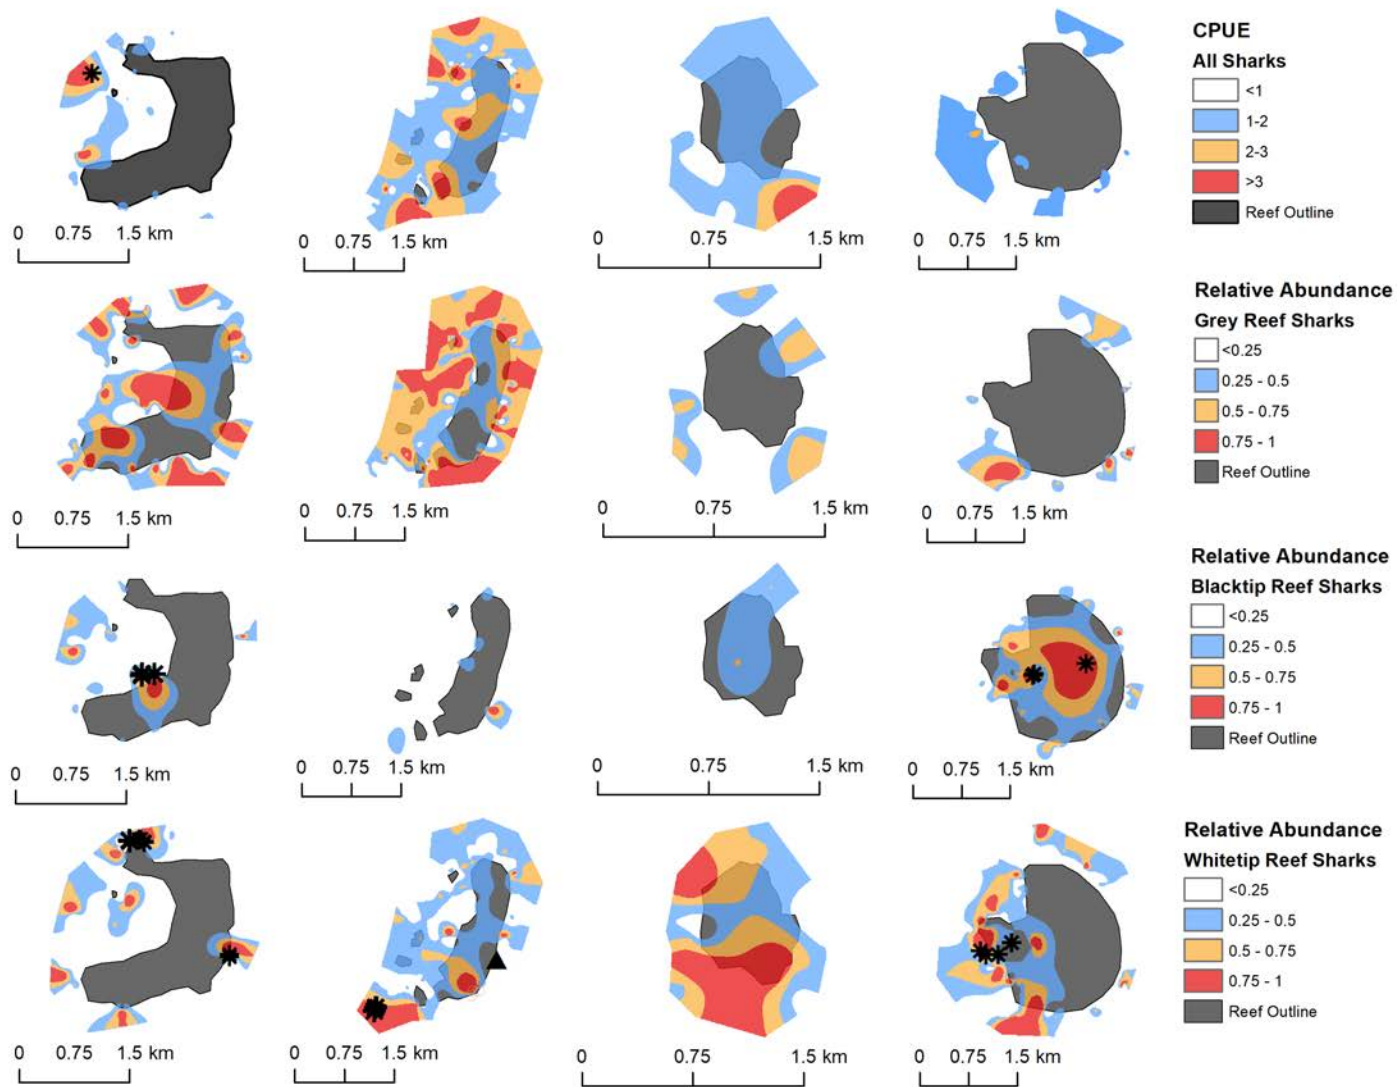 CPUE
All Sharks
<1
1-2
2-3
>3
Reef Outline
0 0.75 1.5 km
0 0.75 1.5 km
0 0.75 1.5 km
0 0.75 1.5 km
Relative Abundance
Grey Reef Sharks
<0.25
0.25 - 0.5
0.5 - 0.75
0.75 - 1
Reef Outline
0 0.75 1.5 km
0 0.75 1.5 km
0 0.75 1.5 km
0 0.75 1.5 km
Relative Abundance
Blacktip Reef Sharks
<0.25
0.25 - 0.5
0.5 - 0.75
0.75 - 1
Reef Outline
0 0.75 1.5 km
0 0.75 1.5 km
0 0.75 1.5 km
0 0.75 1.5 km
Relative Abundance
Whitetip Reef Sharks
<0.25
0.25 - 0.5
0.5 - 0.75
0.75 - 1
Reef Outline
0 0.75 1.5 km
0 0.75 1.5 km
0 0.75 1.5 km
0 0.75 1.5 km